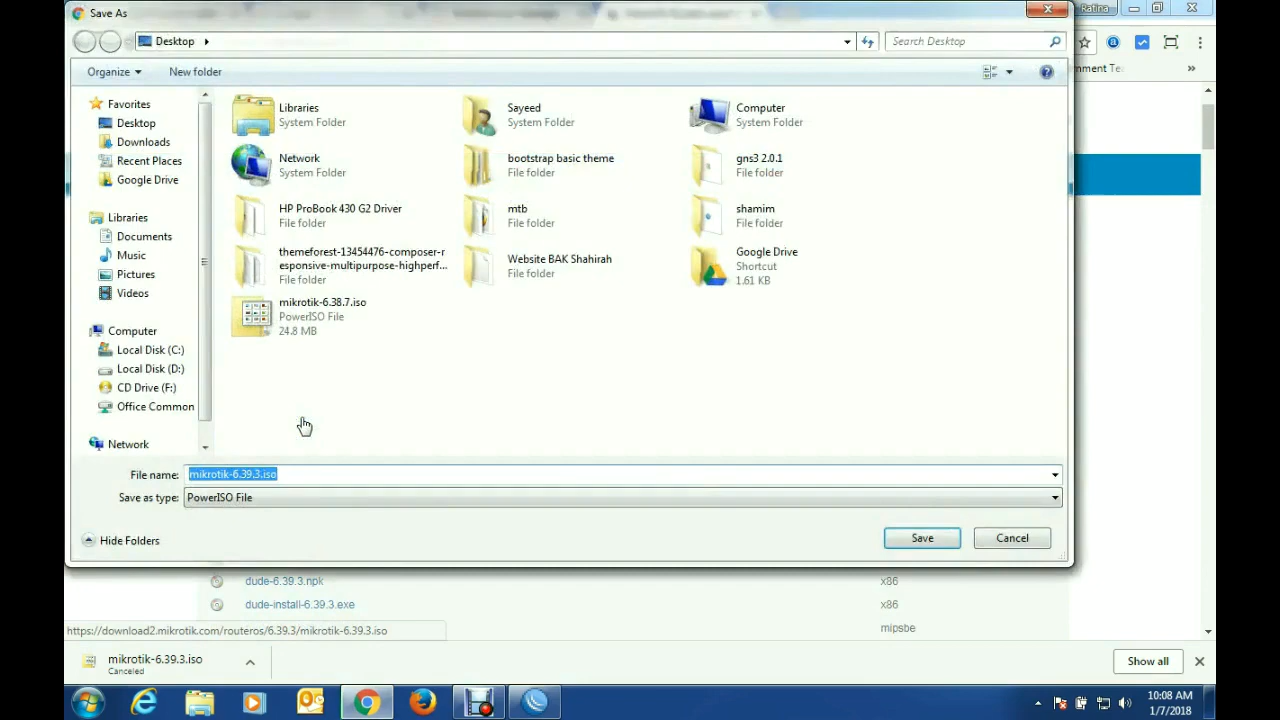 Save As
Ratina
Desktop
Search Desktop
mment Te
»
Organize
New folder
Favorites
Desktop
Downloads
Recent Places
Google Drive
Libraries
Documents
Music
Pictures
Videos
Computer
Local Disk (C:)
Local Disk (D:)
CD Drive (F:)
Office Common
Network
Libraries
System Folder
Sayeed
System Folder
Computer
System Folder
Network
System Folder
bootstrap basic theme
File folder
gns3 2.0.1
File folder
HP ProBook 430 G2 Driver
File folder
mtb
File folder
shamim
File folder
themeforest-13454476-composer-r
esponsive-multipurpose-highperf...
File folder
Website BAK Shahirah
File folder
Google Drive
Shortcut
1.61 KB
mikrotik-6.38.7.iso
PowerISO File
24.8 MB
File name: mikrotik-6.39.3.iso
Save as type: PowerISO File
Hide Folders
Save
Cancel
dude-6.39.3.npk x86
dude-install-6.39.3.exe x86
mipsbe
https://download2.mikrotik.com/routeros/6.39.3/mikrotik-6.39.3.iso
mikrotik-6.39.3.iso
Canceled
Show all
10:08 AM
1/7/2018